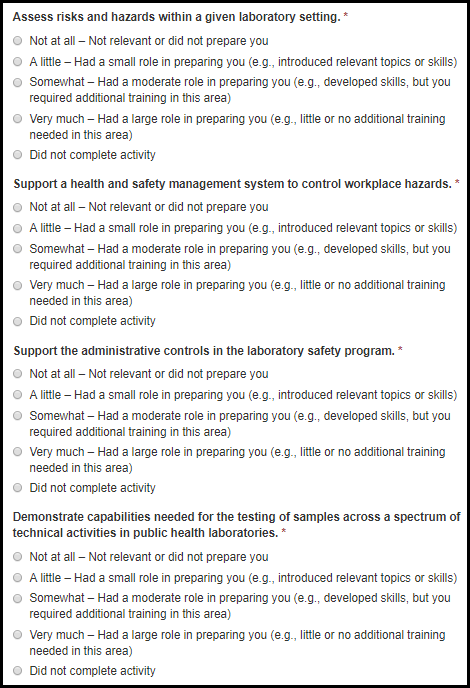 Assess risks and hazards within a given laboratory setting. *
Not at all – Not relevant or did not prepare you
A little – Had a small role in preparing you (e.g., introduced relevant topics or skills)
Somewhat – Had a moderate role in preparing you (e.g., developed skills, but you
required additional training in this area)
Very much – Had a large role in preparing you (e.g., little or no additional training
needed in this area)
Did not complete activity
Support a health and safety management system to control workplace hazards. *
Not at all – Not relevant or did not prepare you
A little – Had a small role in preparing you (e.g., introduced relevant topics or skills)
Somewhat – Had a moderate role in preparing you (e.g., developed skills, but you
required additional training in this area)
Very much – Had a large role in preparing you (e.g., little or no additional training
needed in this area)
Did not complete activity
Support the administrative controls in the laboratory safety program. *
Not at all – Not relevant or did not prepare you
A little – Had a small role in preparing you (e.g., introduced relevant topics or skills)
Somewhat – Had a moderate role in preparing you (e.g., developed skills, but you
required additional training in this area)
Very much – Had a large role in preparing you (e.g., little or no additional training
needed in this area)
Did not complete activity
Demonstrate capabilities needed for the testing of samples across a spectrum of
technical activities in public health laboratories. *
Not at all – Not relevant or did not prepare you
A little – Had a small role in preparing you (e.g., introduced relevant topics or skills)
Somewhat – Had a moderate role in preparing you (e.g., developed skills, but you
required additional training in this area)
Very much – Had a large role in preparing you (e.g., little or no additional training
needed in this area)
Did not complete activity